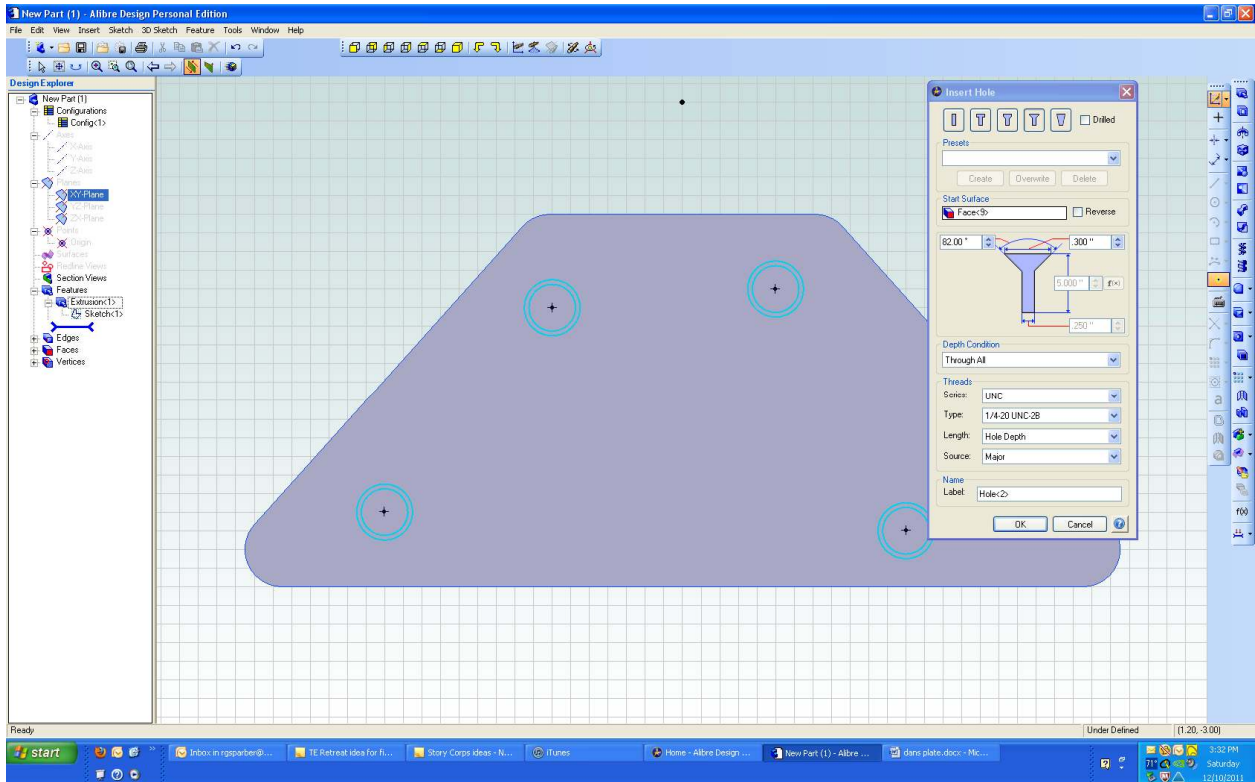 New Part (1) - Alibre Design Personal Edition
File Edit View Insert Sketch 3D Sketch Feature Tools Window Help
Design Explorer
New Part (1)
Configurations
Config<1>
Axes
X-Axis
Y-Axis
Z-Axis
Planes
XY-Plane
YZ-Plane
ZX-Plane
Points
Origin
Surfaces
Redline Views
Section Views
Features
Extrusion<1>
Sketch<1>
Edges
Faces
Vertices
Insert Hole
Drilled
Presets
Create Overwrite Delete
Start Surface
Face<9> Reverse
82.00 ° .300 "
5.000 " f(x)
.250 "
Depth Condition
Through All
Threads
Series: UNC
Type: 1/4-20 UNC-2B
Length: Hole Depth
Source: Major
Name
Label: Hole<2>
OK Cancel ?
a
f(x)
Ready Under Defined (1.20, -3.00)
start Inbox in rgsparber@... TE Retreat idea for fi... Story Corps ideas - N... iTunes Home - Alibre Design ... New Part (1) - Alibre ... dans plate.docx - Mic... 3:32 PM
71° Saturday
12/10/2011